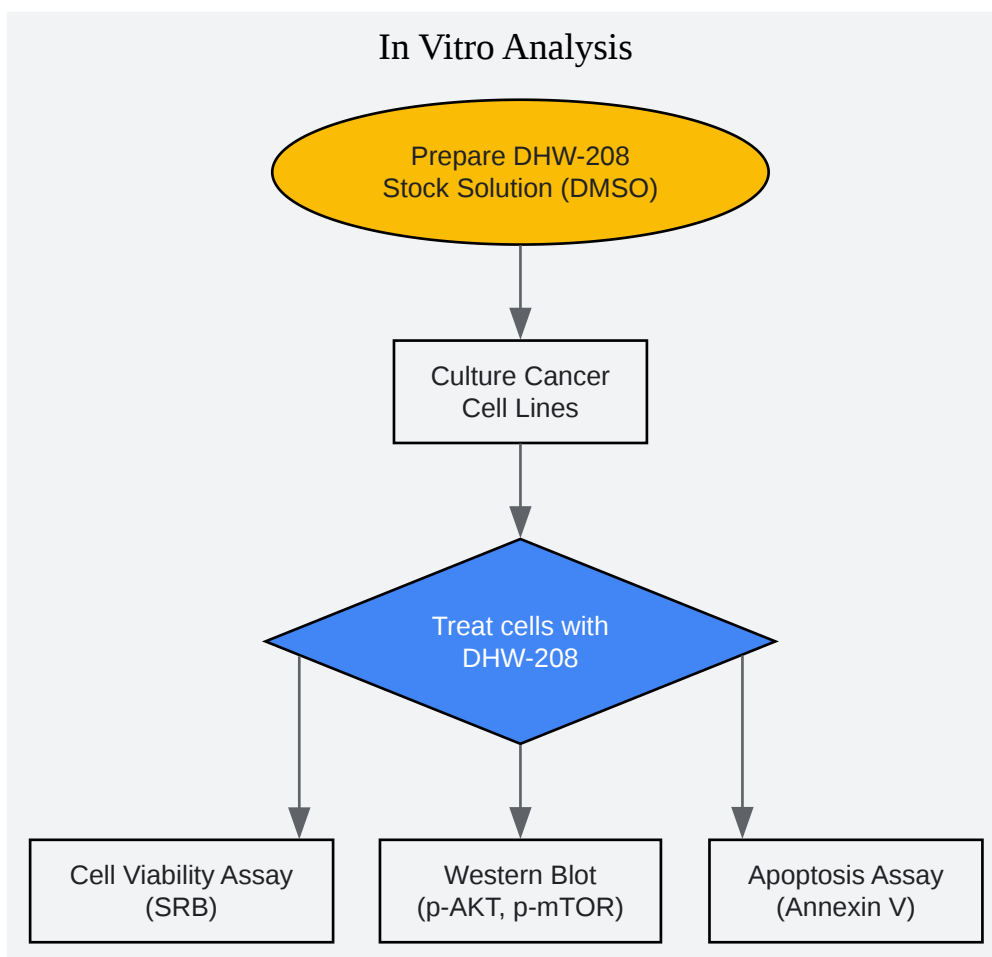 In Vitro Analysis
Prepare DHW-208
Stock Solution (DMSO)
Culture Cancer
Cell Lines
Treat cells with
DHW-208
Cell Viability Assay
(SRB)
Western Blot
(p-AKT, p-mTOR)
Apoptosis Assay
(Annexin V)